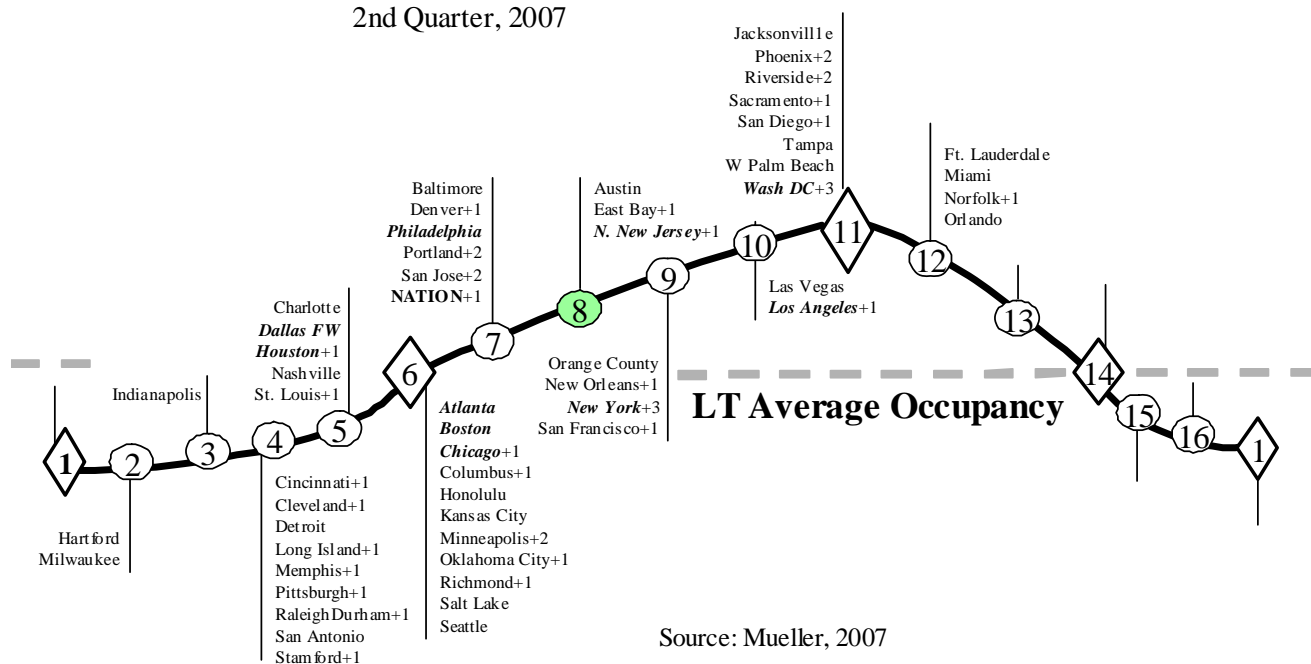 2nd Quarter, 2007
Jacksonville
Phoenix+2
Riverside+2
Sacramento+1
San Diego+1
Tampa
W Palm Beach
Wash DC+3
Ft. Lauderdale
Miami
Norfolk+1
Orlando
Baltimore
Denver+1
Philadelphia
Portland+2
San Jose+2
NATION+1
Austin
East Bay+1
N. New Jersey+1
Las Vegas
Los Angeles+1
Charlotte
Dallas FW
Houston+1
Nashville
St. Louis+1
Indianapolis
Orange County
New Orleans+1
New York+3
San Francisco+1
LT Average Occupancy
1
2
3
4
5
6
7
8
9
10
11
12
13
14
15
16
1
Hartford
Milwaukee
Cincinnati+1
Cleveland+1
Detroit
Long Island+1
Memphis+1
Pittsburgh+1
Raleigh Durham+1
San Antonio
Stamford+1
Atlanta
Boston
Chicago+1
Columbus+1
Honolulu
Kansas City
Minneapolis+2
Oklahoma City+1
Richmond+1
Salt Lake
Seattle
Source: Mueller, 2007